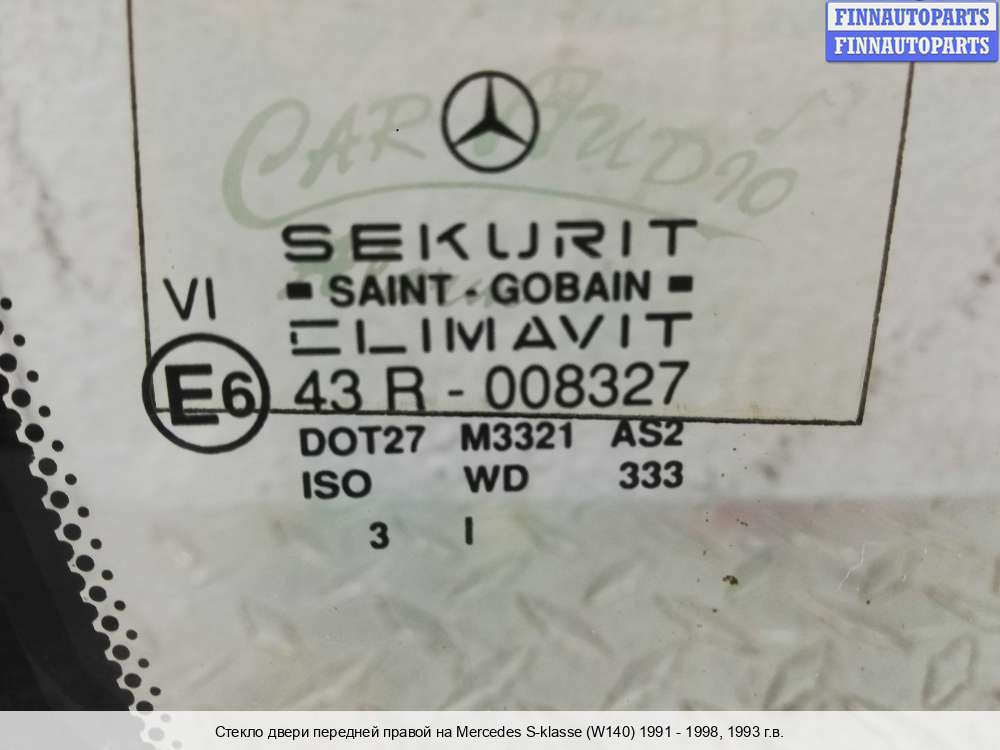 FINNAUTOPARTS
FINNAUTOPARTS
CAR AUDIO
SEKURIT
SAINT - GOBAIN
CLIMAVIT
VI
E6 43 R - 008327
DOT27 M3321 AS2
ISO WD 333
3 I
Стекло двери передней правой на Mercedes S-klasse (W140) 1991 - 1998, 1993 г.в.